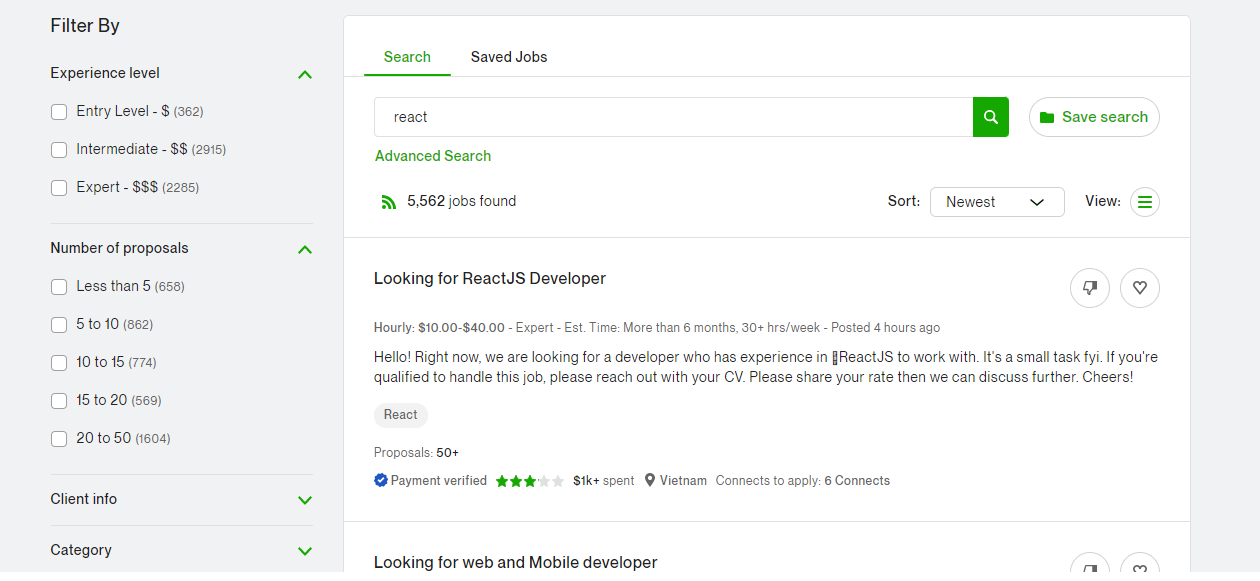 Filter By
Experience level
Entry Level - $ (362)
Intermediate - $$ (2915)
Expert - $$$ (2285)
Number of proposals
Less than 5 (658)
5 to 10 (862)
10 to 15 (774)
15 to 20 (569)
20 to 50 (1604)
Client info
Category
Search Saved Jobs
react
Save search
Advanced Search
5,562 jobs found
Sort: Newest View:
Looking for ReactJS Developer
Hourly: $10.00-$40.00 - Expert - Est. Time: More than 6 months, 30+ hrs/week - Posted 4 hours ago
Hello! Right now, we are looking for a developer who has experience in ReactJS to work with. It's a small task fyi. If you're
qualified to handle this job, please reach out with your CV. Please share your rate then we can discuss further. Cheers!
React
Proposals: 50+
Payment verified $1k+ spent Vietnam Connects to apply: 6 Connects
Looking for web and Mobile developer